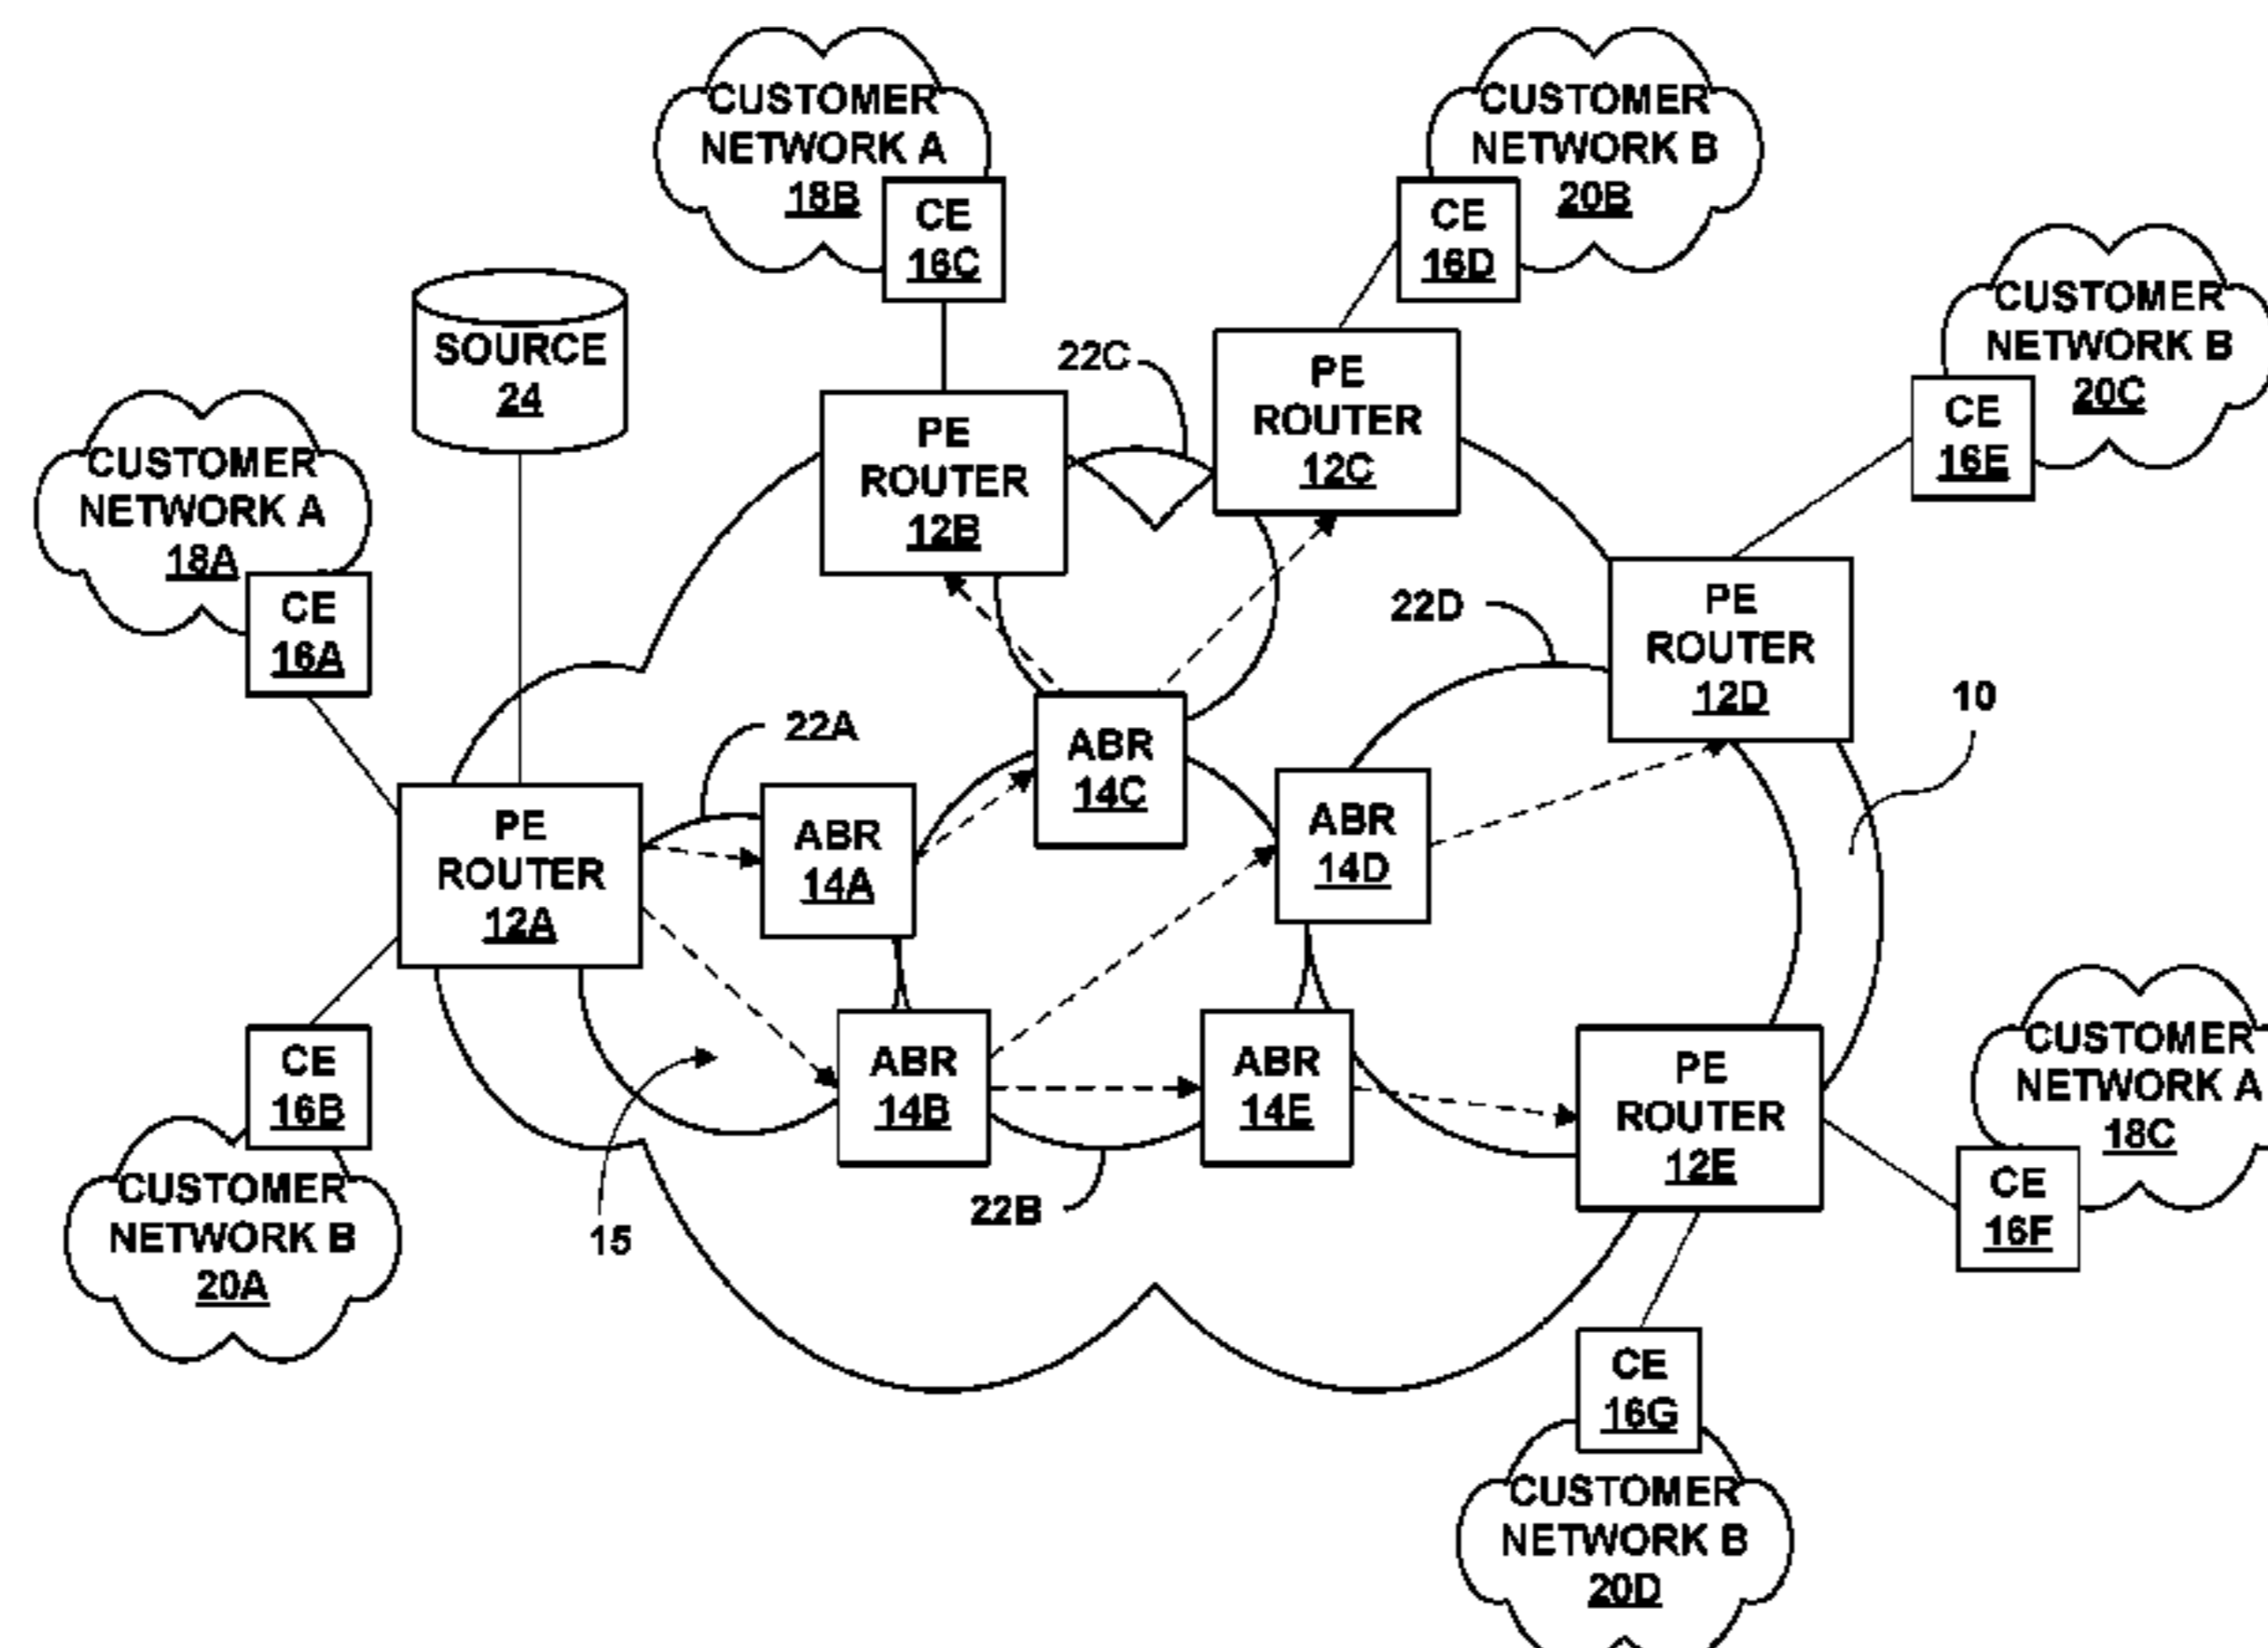 CUSTOMER
NETWORK A
18B
CE
16C
CUSTOMER
NETWORK B
20B
CE
16D
CUSTOMER
NETWORK B
20C
CE
16E
SOURCE
24
CUSTOMER
NETWORK A
18A
CE
16A
22C
PE
ROUTER
12B
PE
ROUTER
12C
22D
PE
ROUTER
12D
10
22A
ABR
14C
PE
ROUTER
12A
ABR
14A
ABR
14D
CE
16B
CUSTOMER
NETWORK B
20A
15
ABR
14B
22B
ABR
14E
PE
ROUTER
12E
CUSTOMER
NETWORK A
18C
CE
16F
CE
16G
CUSTOMER
NETWORK B
20D